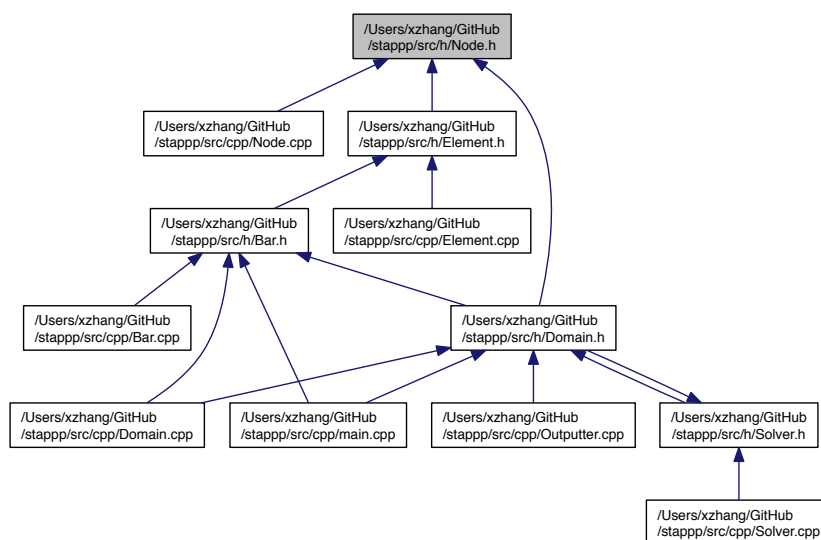 /Users/xzhang/GitHub
/stappp/src/h/Node.h
/Users/xzhang/GitHub
/stappp/src/cpp/Node.cpp
/Users/xzhang/GitHub
/stappp/src/h/Element.h
/Users/xzhang/GitHub
/stappp/src/h/Bar.h
/Users/xzhang/GitHub
/stappp/src/cpp/Element.cpp
/Users/xzhang/GitHub
/stappp/src/cpp/Bar.cpp
/Users/xzhang/GitHub
/stappp/src/h/Domain.h
/Users/xzhang/GitHub
/stappp/src/cpp/Domain.cpp
/Users/xzhang/GitHub
/stappp/src/cpp/main.cpp
/Users/xzhang/GitHub
/stappp/src/cpp/Outputter.cpp
/Users/xzhang/GitHub
/stappp/src/h/Solver.h
/Users/xzhang/GitHub
/stappp/src/cpp/Solver.cpp